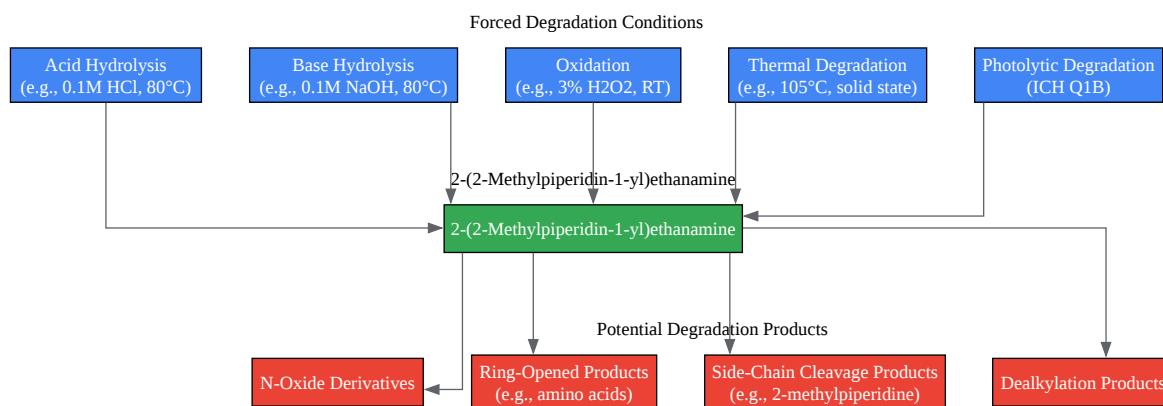 Forced Degradation Conditions
Acid Hydrolysis
(e.g., 0.1M HCl, 80°C)
Base Hydrolysis
(e.g., 0.1M NaOH, 80°C)
Oxidation
(e.g., 3% H2O2, RT)
Thermal Degradation
(e.g., 105°C, solid state)
Photolytic Degradation
(ICH Q1B)
2-(2-Methylpiperidin-1-yl)ethanamine
2-(2-Methylpiperidin-1-yl)ethanamine
Potential Degradation Products
N-Oxide Derivatives
Ring-Opened Products
(e.g., amino acids)
Side-Chain Cleavage Products
(e.g., 2-methylpiperidine)
Dealkylation Products